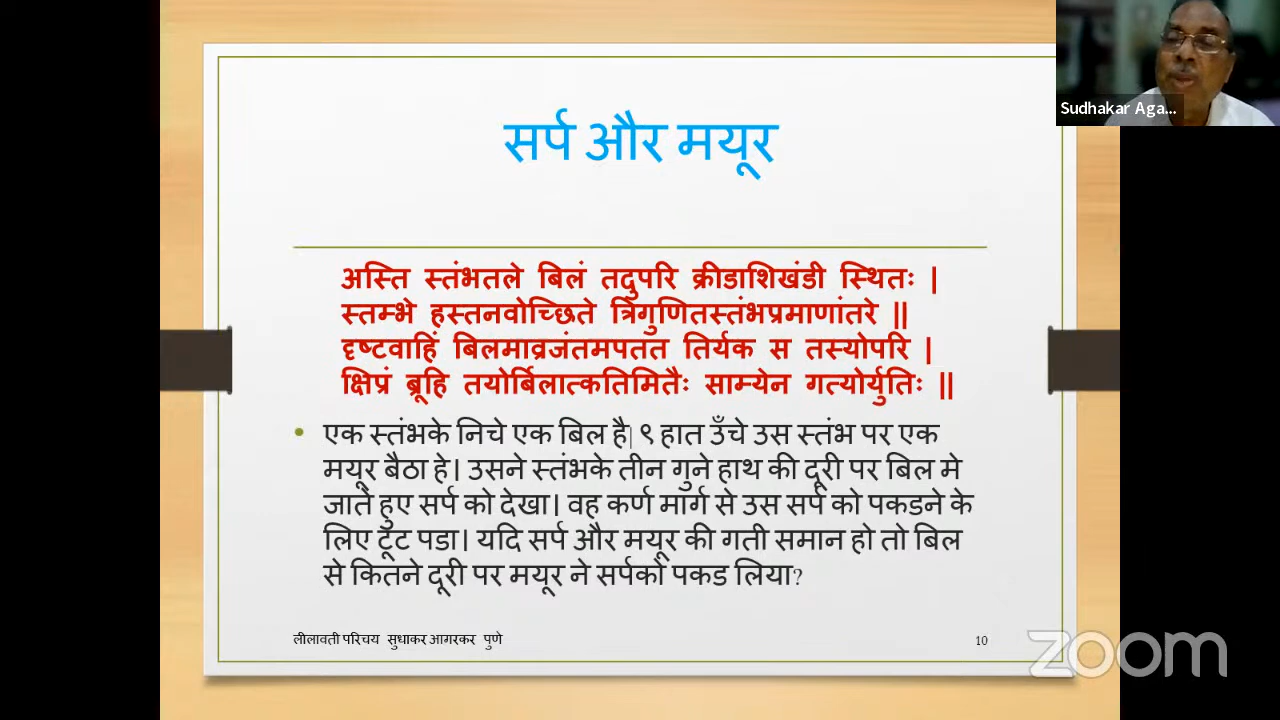 Sudhakar Aga...
सर्प और मयूर
अस्ति स्तंभतले बिलं तदुपरि क्रीडाशिखंडी स्थितः |
स्तम्भे हस्तनवोच्छिते त्रिगुणितस्तंभप्रमाणांतरे ||
दृष्टवाहिं बिलमाव्रजंतमपतत तिर्यक स तस्योपरि |
क्षिप्रं ब्रूहि तयोर्बिलात्कतिमितैः साम्येन गत्योर्युतिः ||
• एक स्तंभके निचे एक बिल है| ९ हात उँचे उस स्तंभ पर एक
मयूर बैठा हे। उसने स्तंभके तीन गुने हाथ की दूरी पर बिल मे
जाते हुए सर्प को देखा। वह कर्ण मार्ग से उस सर्प को पकडने के
लिए टूट पडा। यदि सर्प और मयूर की गती समान हो तो बिल
से कितने दूरी पर मयूर ने सर्पको पकड लिया?
लीलावती परिचय सुधाकर आगरकर पुणे
10
zoom